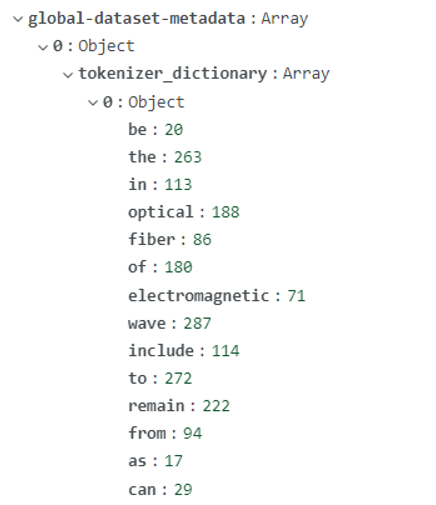 global-dataset-metadata : Array
0 : Object
tokenizer_dictionary : Array
0 : Object
be : 20
the : 263
in : 113
optical : 188
fiber : 86
of : 180
electromagnetic : 71
wave : 287
include : 114
to : 272
remain : 222
from : 94
as : 17
can : 29